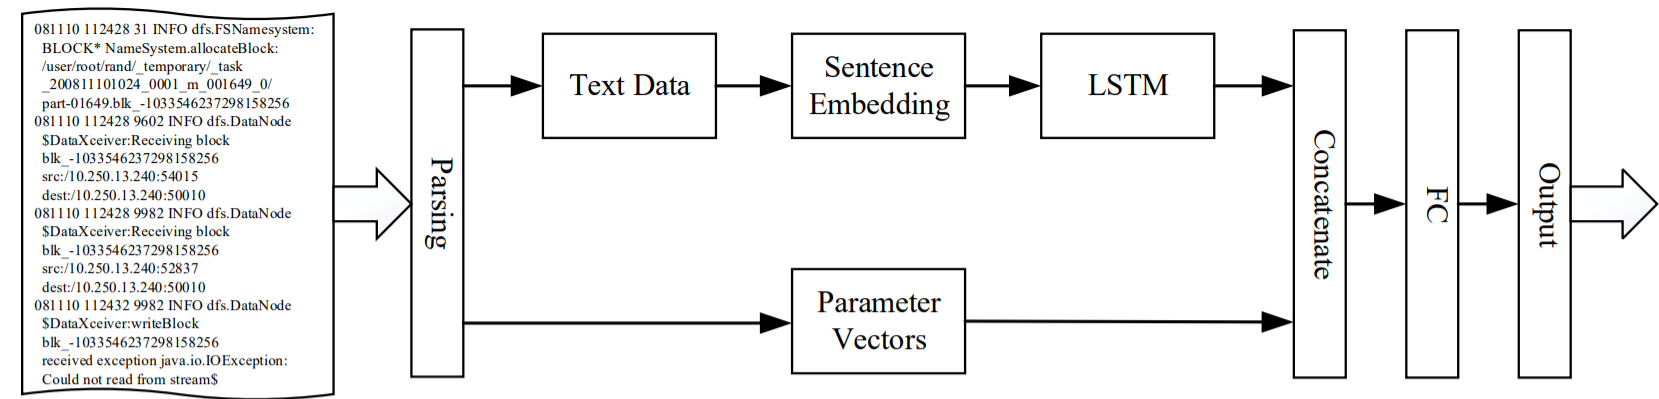 081110 112428 31 INFO dfs.FSNamesystem:
BLOCK* NameSystem.allocateBlock:
/user/root/rand/_temporary/_task
_200811101024_0001_m_001649_0/
part-01649.blk_-1033546237298158256
081110 112428 9602 INFO dfs.DataNode
$DataXceiver:Receiving block
blk_-1033546237298158256
src:/10.250.13.240:54015
dest:/10.250.13.240:50010
081110 112428 9982 INFO dfs.DataNode
$DataXceiver:Receiving block
blk_-1033546237298158256
src:/10.250.13.240:52837
dest:/10.250.13.240:50010
081110 112432 9982 INFO dfs.DataNode
$DataXceiver:writeBlock
blk_-1033546237298158256
received exception java.io.IOException:
Could not read from stream$
Parsing
Text Data
Sentence
Embedding
LSTM
Parameter
Vectors
Concatenate
FC
Output